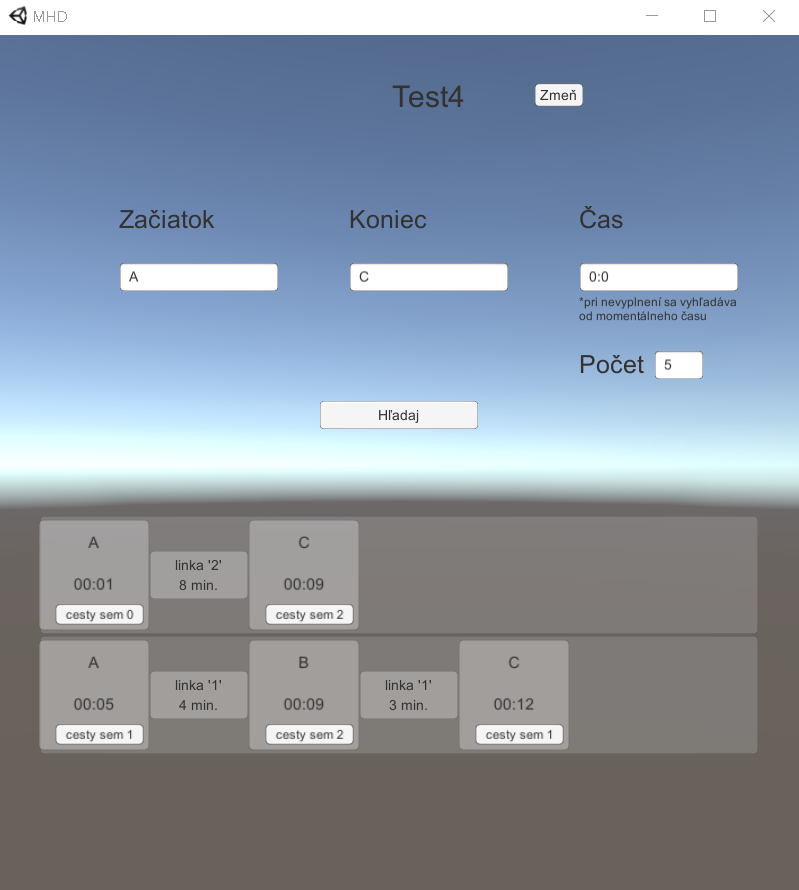 MHD
Test4
Zmeň
Začiatok
Koniec
Čas
A
C
0:0
*pri nevyplnení sa vyhľadáva
od momentálneho času
Počet
5
Hľadaj
A
linka '2'
C
00:01
8 min.
00:09
cesty sem 0
cesty sem 2
A
linka '1'
B
linka '1'
C
00:05
4 min.
00:09
3 min.
00:12
cesty sem 1
cesty sem 2
cesty sem 1